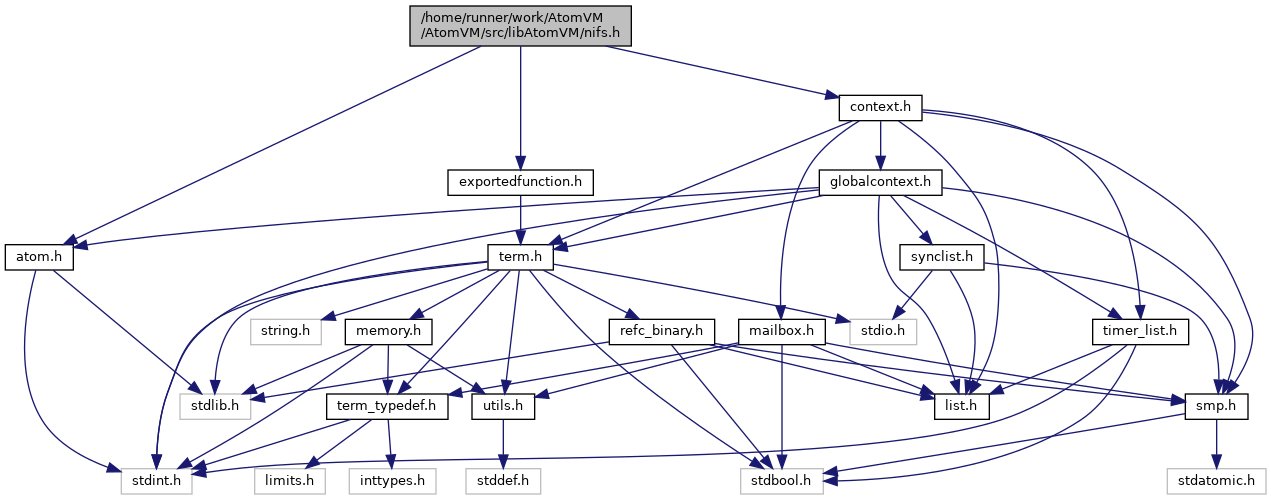 /home/runner/work/AtomVM
/AtomVM/src/libAtomVM/nifs.h
context.h
exportedfunction.h
globalcontext.h
atom.h
term.h
synclist.h
string.h
memory.h
refc_binary.h
mailbox.h
stdio.h
timer_list.h
stdlib.h
term_typedef.h
utils.h
list.h
smp.h
stdint.h
limits.h
inttypes.h
stddef.h
stdbool.h
stdatomic.h